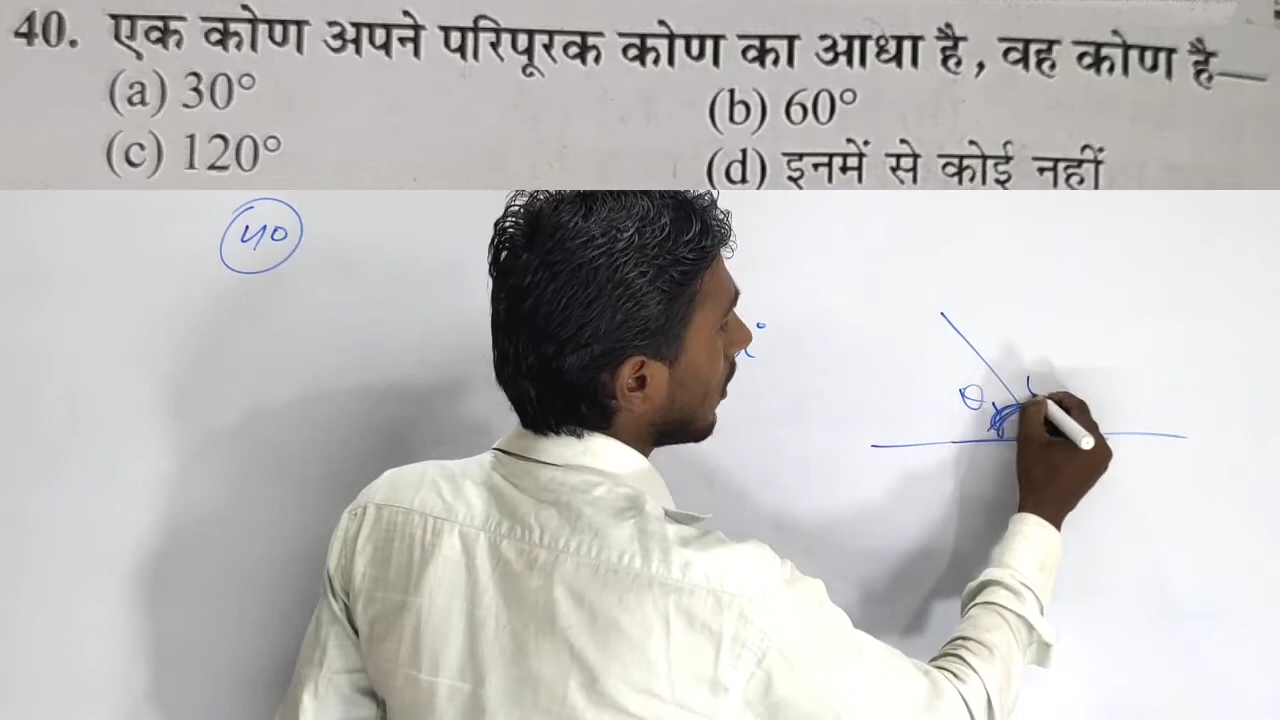 40. एक कोण अपने परिपूरक कोण का आधा है, वह कोण है—
(a) 30° (b) 60°
(c) 120° (d) इनमें से कोई नहीं
40
θ